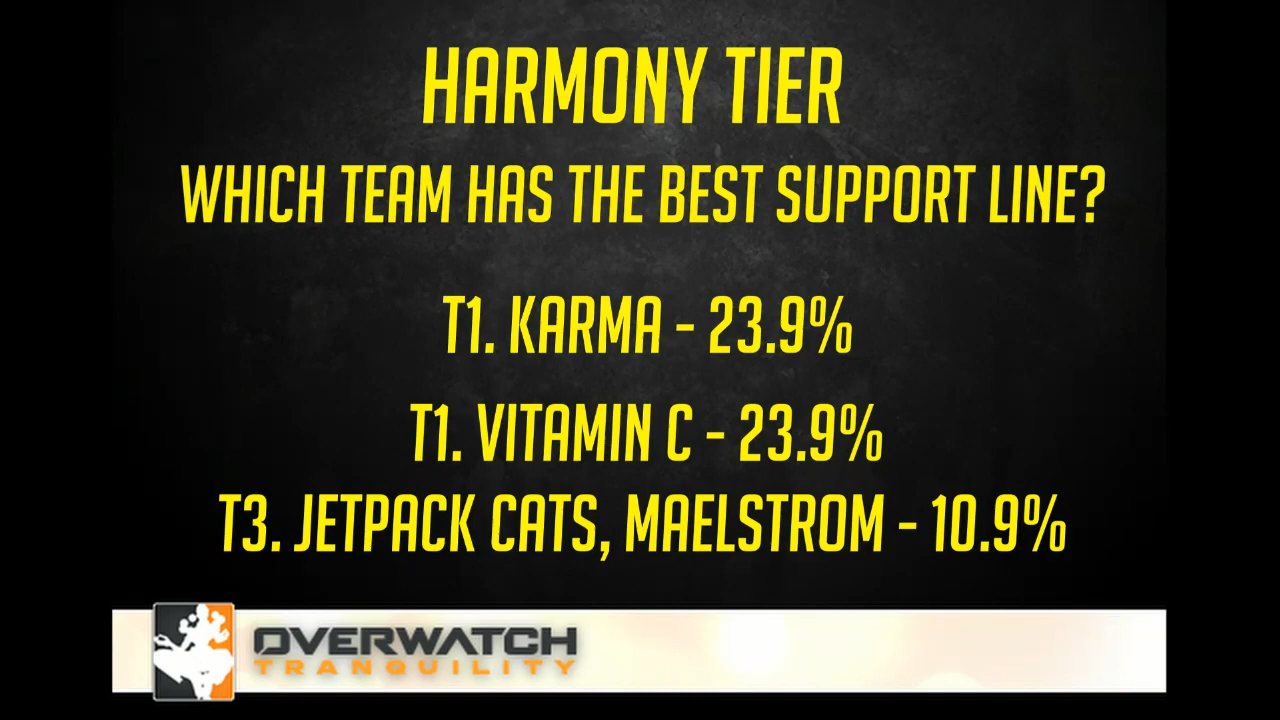 HARMONY TIER
WHICH TEAM HAS THE BEST SUPPORT LINE?
T1. KARMA - 23.9%
T1. VITAMIN C - 23.9%
T3. JETPACK CATS, MAELSTROM - 10.9%
OVERWATCH
TRANQUILITY